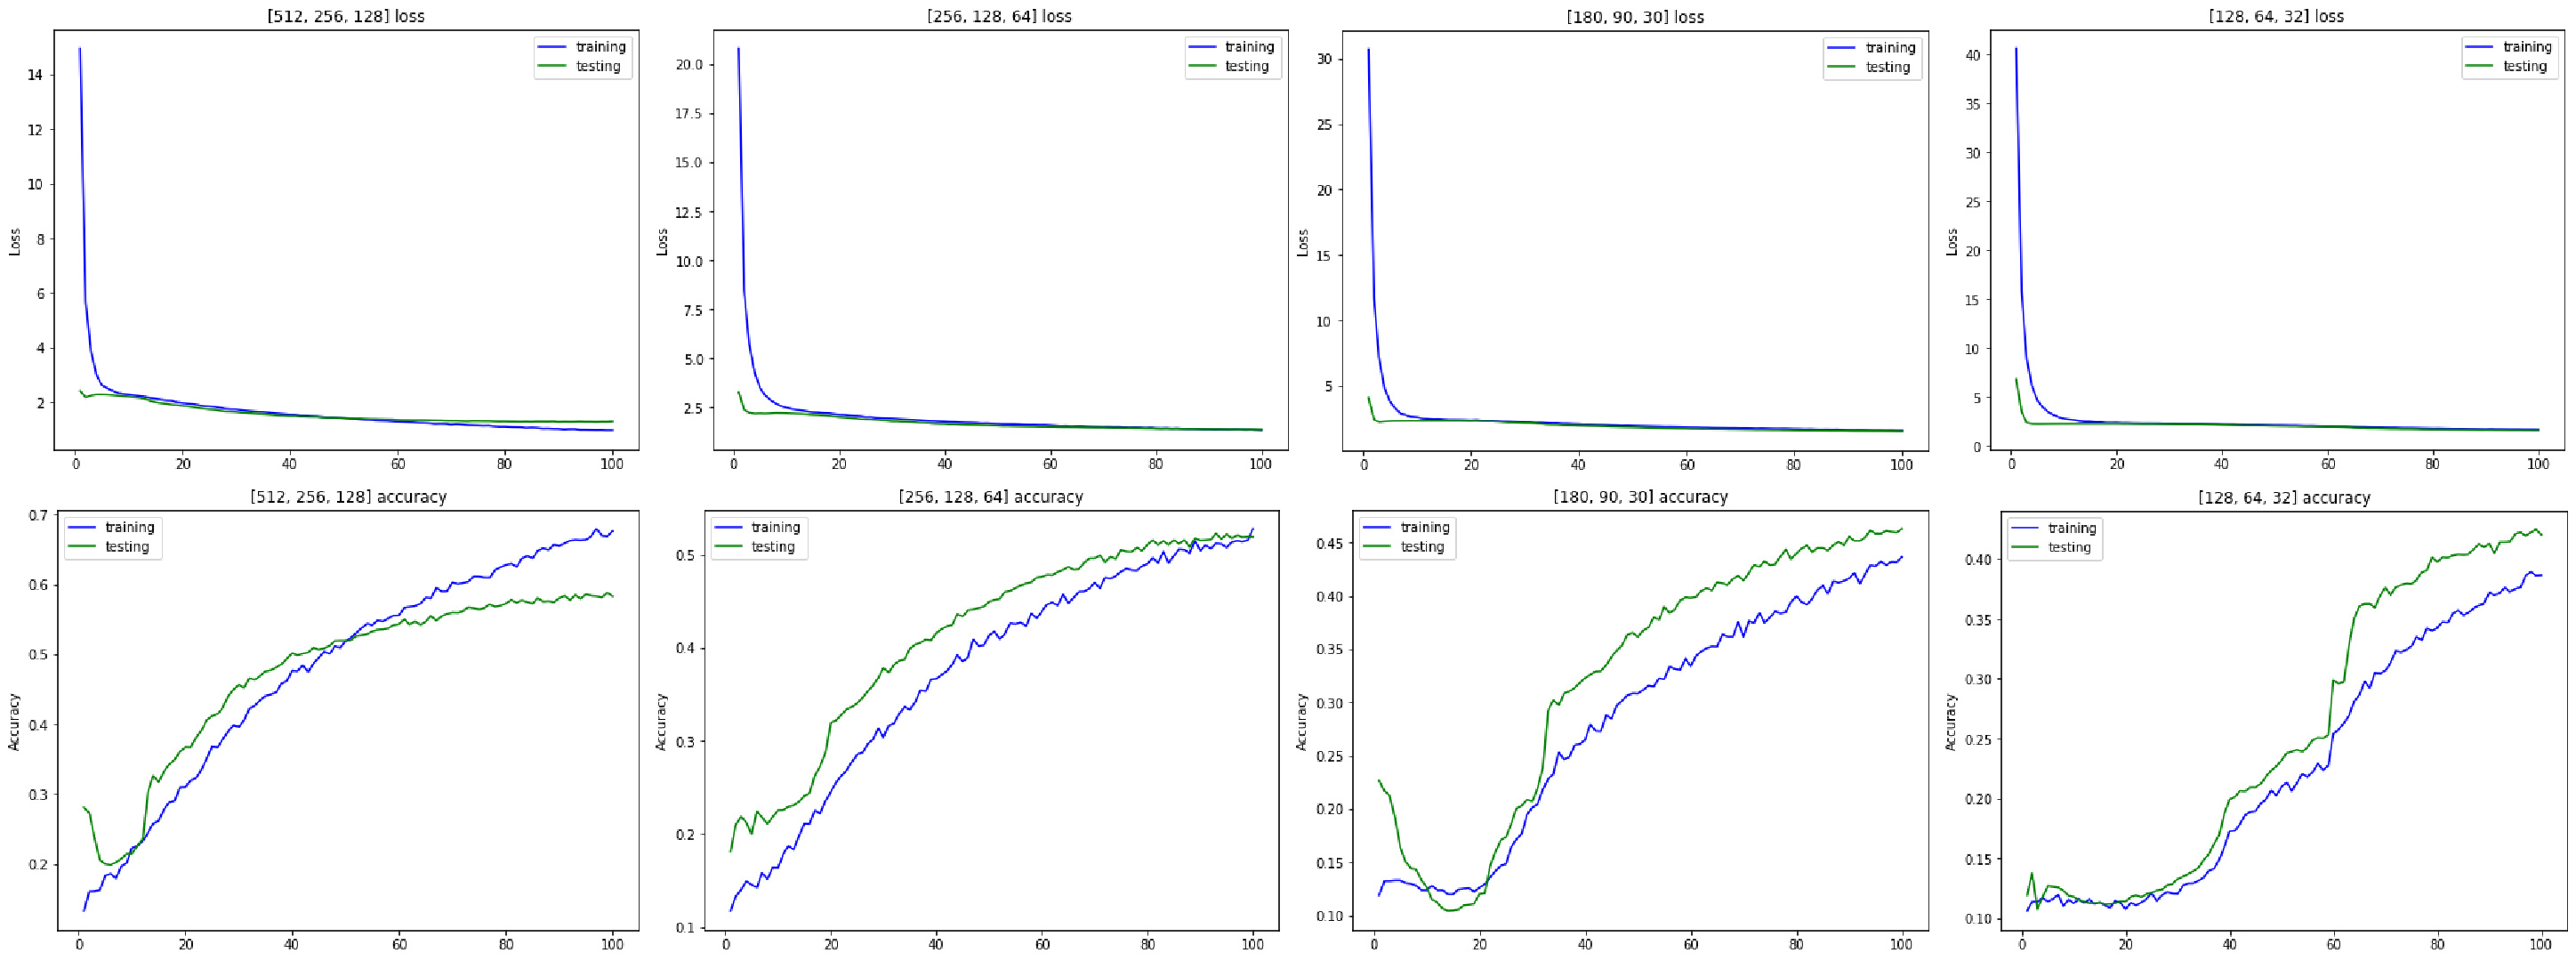 [512, 256, 128] loss
training
testing
Loss
14
12
10
8
6
4
2
0 20 40 60 80 100
[256, 128, 64] loss
training
testing
Loss
20.0
17.5
15.0
12.5
10.0
7.5
5.0
2.5
0 20 40 60 80 100
[180, 90, 30] loss
training
testing
Loss
30
25
20
15
10
5
0 20 40 60 80 100
[128, 64, 32] loss
training
testing
Loss
40
35
30
25
20
15
10
5
0
0 20 40 60 80 100
[512, 256, 128] accuracy
training
testing
Accuracy
0.7
0.6
0.5
0.4
0.3
0.2
0 20 40 60 80 100
[256, 128, 64] accuracy
training
testing
Accuracy
0.5
0.4
0.3
0.2
0.1
0 20 40 60 80 100
[180, 90, 30] accuracy
training
testing
Accuracy
0.45
0.40
0.35
0.30
0.25
0.20
0.15
0.10
0 20 40 60 80 100
[128, 64, 32] accuracy
training
testing
Accuracy
0.40
0.35
0.30
0.25
0.20
0.15
0.10
0 20 40 60 80 100